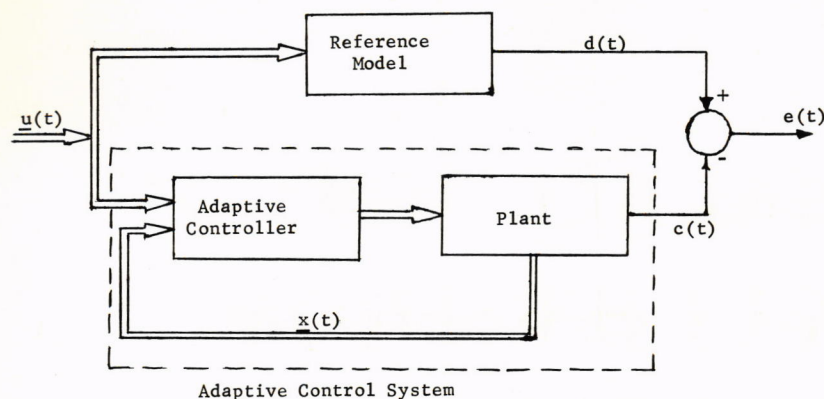 Reference
Model
d(t)
+
e(t)
u(t)
-
Adaptive
Controller
Plant
c(t)
x(t)
Adaptive Control System